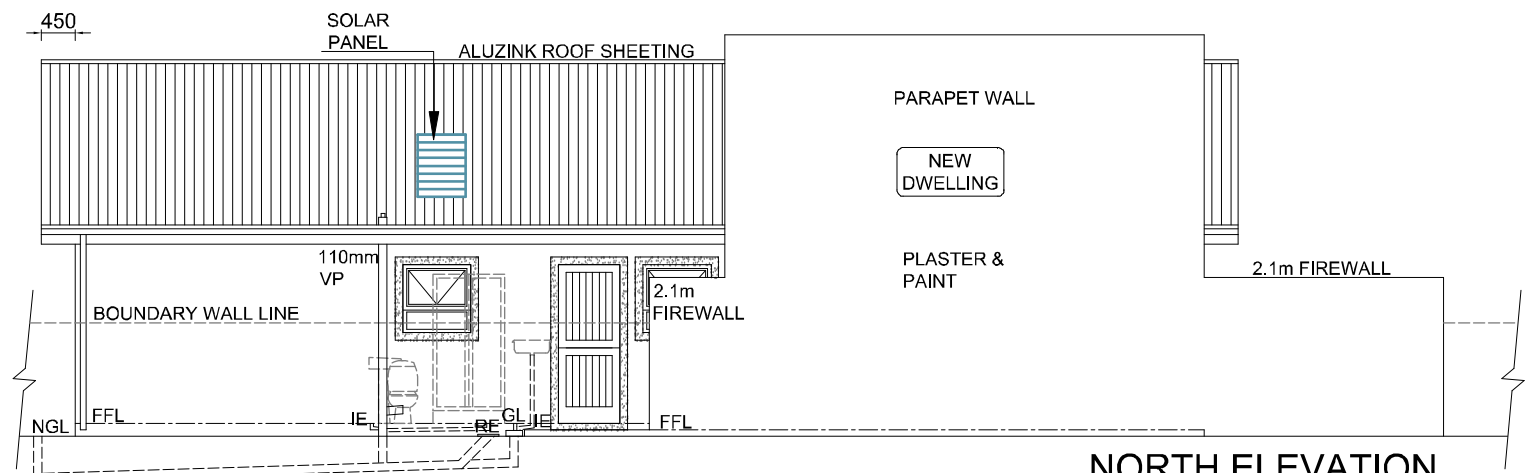 450
SOLAR
PANEL
ALUZINK ROOF SHEETING
PARAPET WALL
NEW
DWELLING
110mm
VP
PLASTER &
PAINT
2.1m FIREWALL
2.1m
FIREWALL
BOUNDARY WALL LINE
NGL
FFL
IE
RE
GL
IE
FFL
NORTH ELEVATION